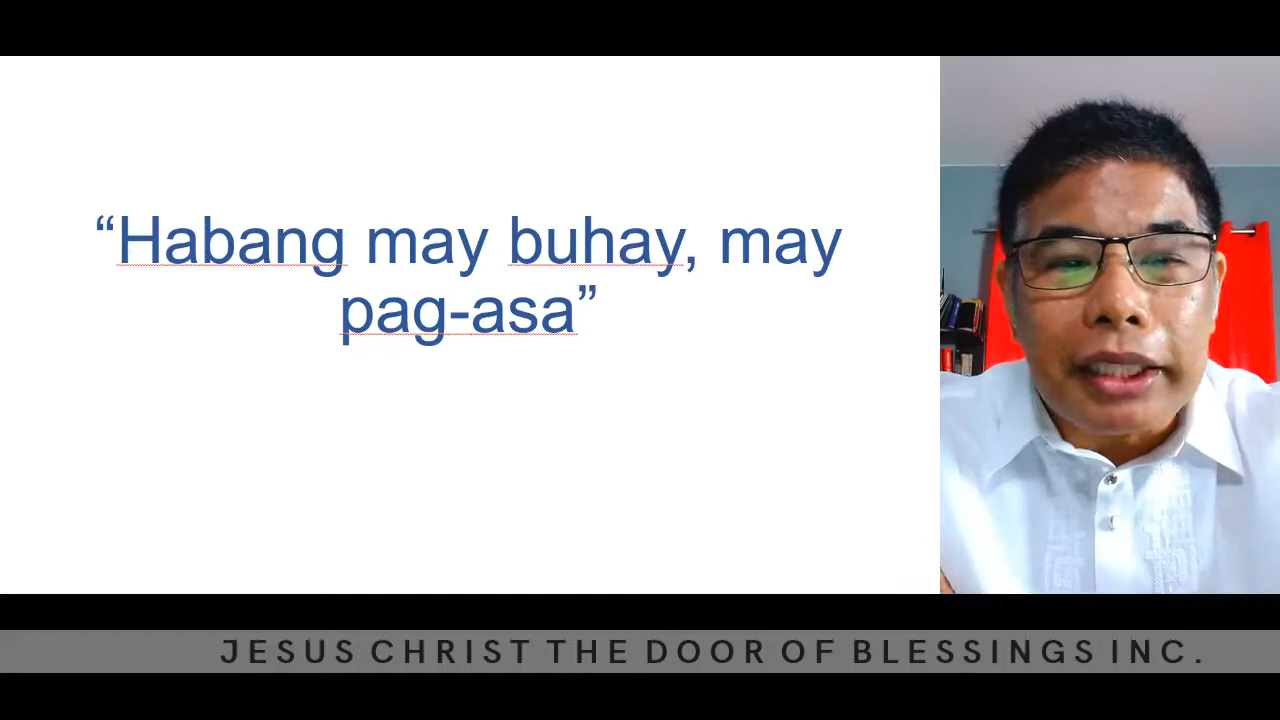 “Habang may buhay, may
pag-asa”
JESUS CHRIST THE DOOR OF BLESSINGS INC.